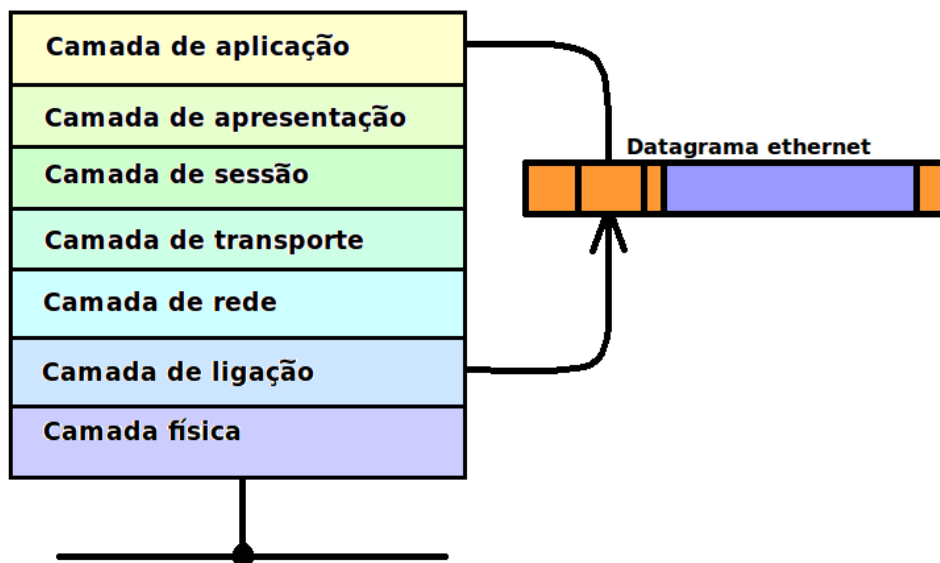 Camada de aplicação
Camada de apresentação
Camada de sessão
Camada de transporte
Camada de rede
Camada de ligação
Camada física
Datagrama ethernet